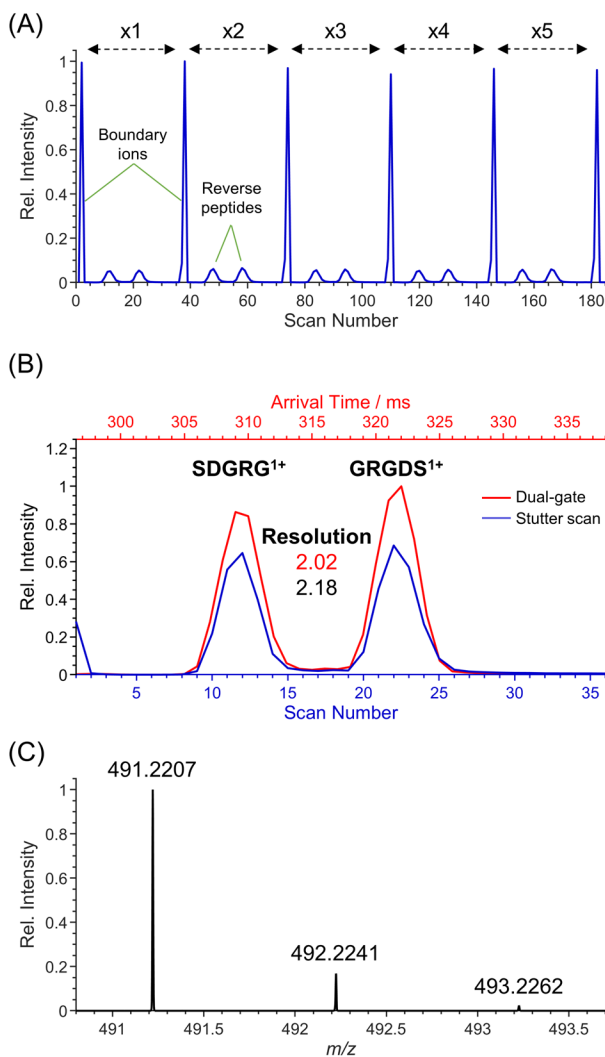 (A)
x1 x2 x3 x4 x5
1
0.8
0.6
0.4
0.2
0
Rel. Intensity
Boundary
ions
Reverse
peptides
0 20 40 60 80 100 120 140 160 180
Scan Number
(B)
Arrival Time / ms
300 305 310 315 320 325 330 335
1.2
1
0.8
0.6
0.4
0.2
0
Rel. Intensity
SDGRG1+ GRGDS1+
Dual-gate
Stutter scan
Resolution
2.02
2.18
5 10 15 20 25 30 35
Scan Number
(C)
491.2207
1
0.8
0.6
0.4
0.2
0
Rel. Intensity
492.2241
493.2262
491 491.5 492 492.5 493 493.5
m/z